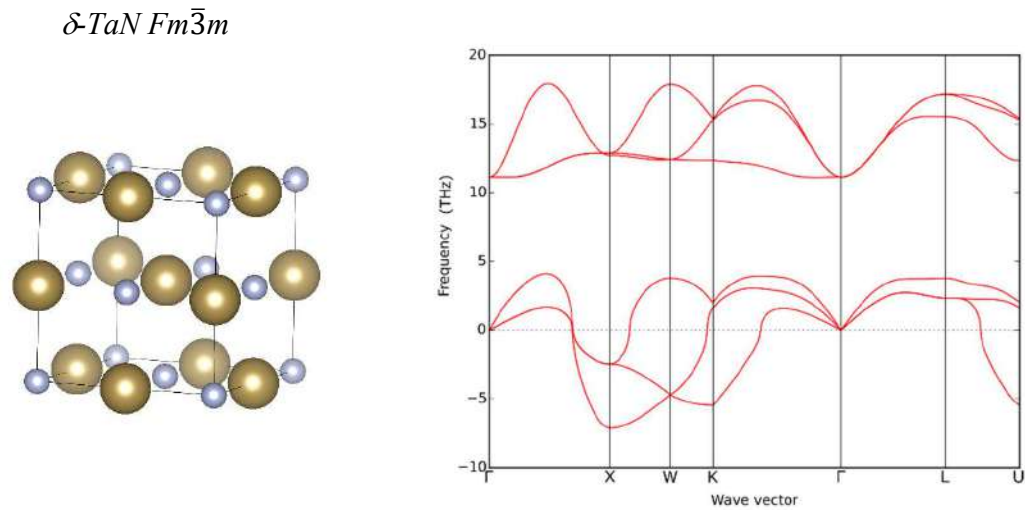 δ-TaN Fm3̅m
20
15
10
5
0
−5
−10
Frequency (THz)
Γ X W K Γ L U
Wave vector